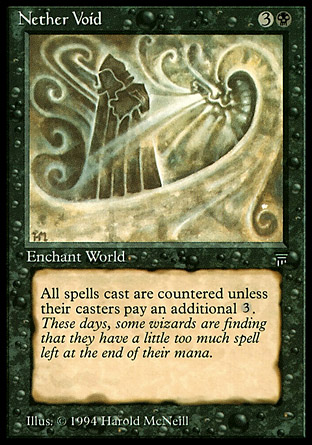 Nether Void 3
HM
Enchant World
All spells cast are countered unless
their casters pay an additional 3.
These days, some wizards are finding
that they have a little too much spell
left at the end of their mana.
Illus: © 1994 Harold McNeill